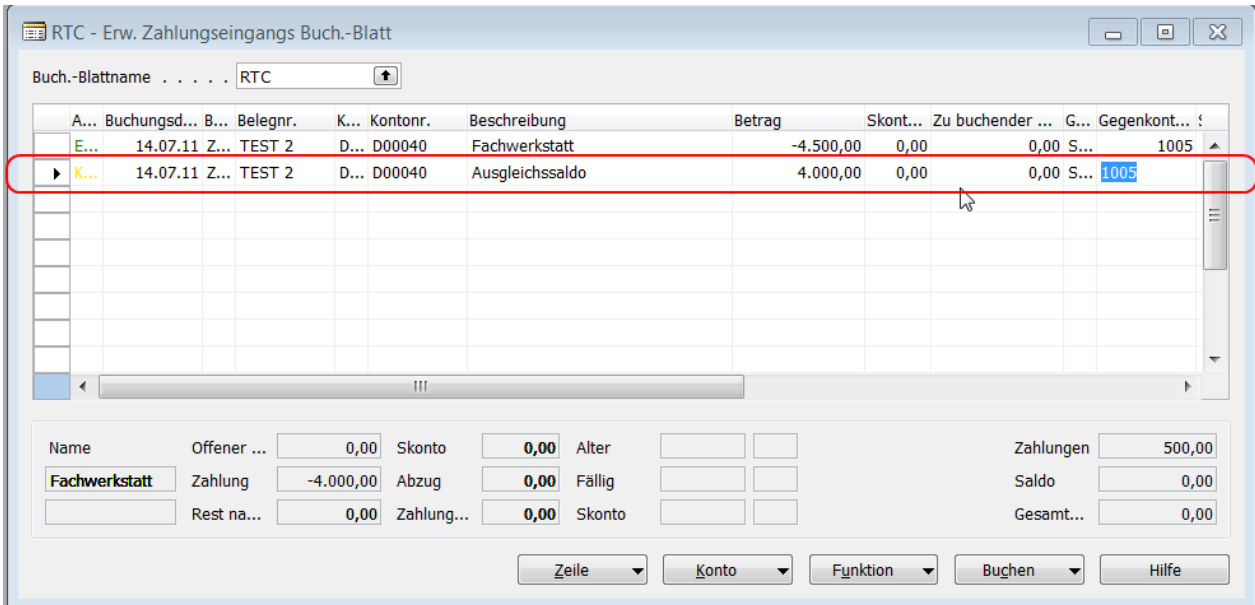 RTC - Erw. Zahlungseingangs Buch.-Blatt
Buch.-Blattname . . . . . RTC
A... Buchungsd... B... Belegnr. K... Kontonr. Beschreibung Betrag Skont... Zu buchender ... G... Gegenkont...
E... 14.07.11 Z... TEST 2 D... D00040 Fachwerkstatt -4.500,00 0,00 0,00 S... 1005
K... 14.07.11 Z... TEST 2 D... D00040 Ausgleichssaldo 4.000,00 0,00 0,00 S... 1005
Name Offener ... 0,00 Skonto 0,00 Alter Zahlungen 500,00
Fachwerkstatt Zahlung -4.000,00 Abzug 0,00 Fällig Saldo 0,00
Rest na... 0,00 Zahlung... 0,00 Skonto Gesamt... 0,00
Zeile Konto Funktion Buchen Hilfe